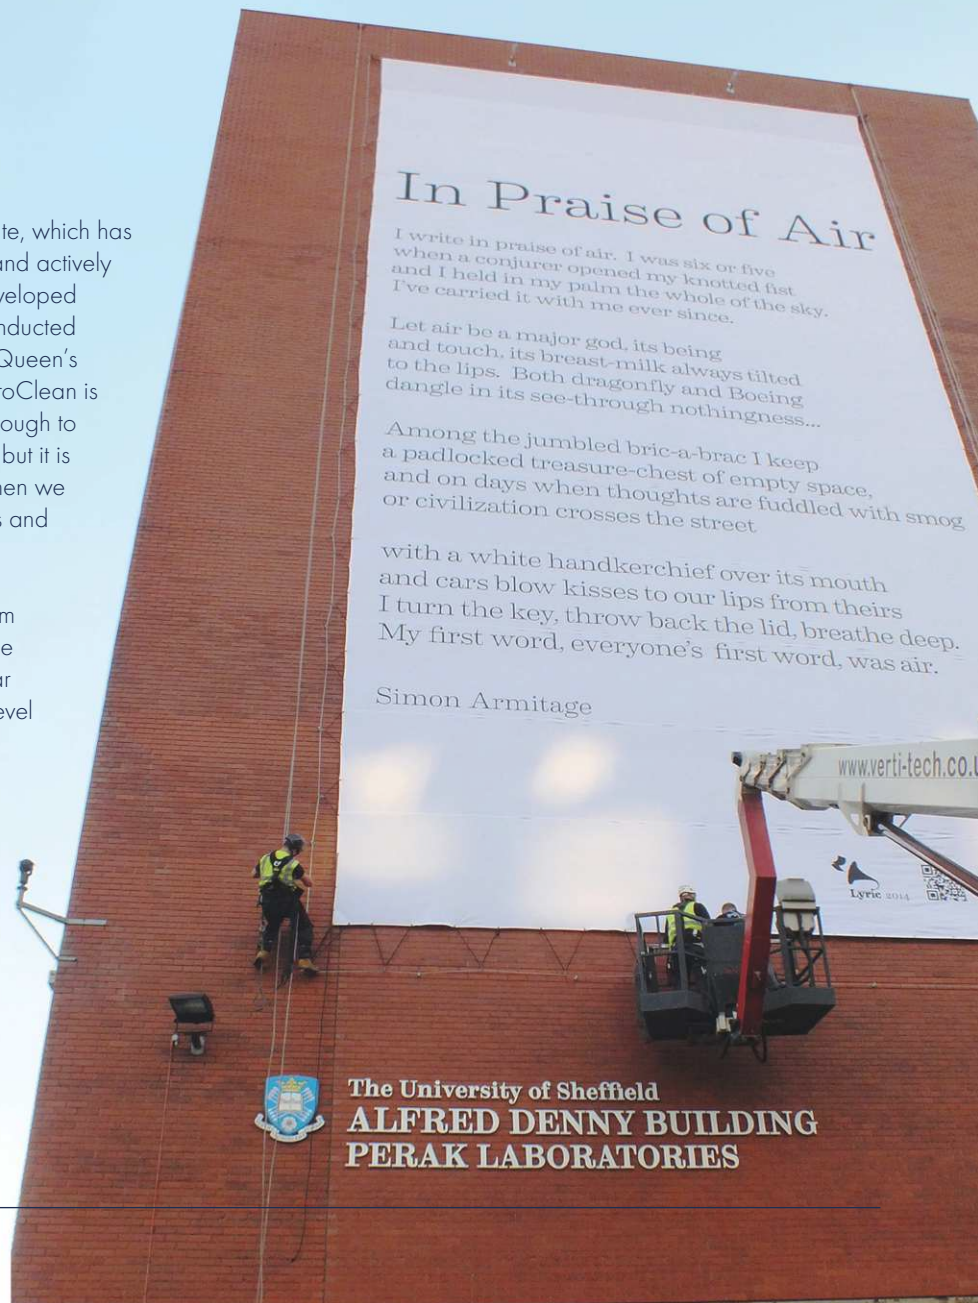 te, which has
and actively
veloped
nducted
Queen's
roClean is
ough to
but it is
hen we
s and
m
e
ar
evel
In Praise of Air
I write in praise of air. I was six or five
when a conjurer opened my knotted fist
and I held in my palm the whole of the sky.
I've carried it with me ever since.
Let air be a major god, its being
and touch, its breast-milk always tilted
to the lips. Both dragonfly and Boeing
dangle in its see-through nothingness...
Among the jumbled bric-a-brac I keep
a padlocked treasure-chest of empty space,
and on days when thoughts are fuddled with smog
or civilization crosses the street
with a white handkerchief over its mouth
and cars blow kisses to our lips from theirs
I turn the key, throw back the lid, breathe deep.
My first word, everyone's first word, was air.
Simon Armitage
www.verti-tech.co.u
Lyric 2014
The University of Sheffield
ALFRED DENNY BUILDING
PERAK LABORATORIES